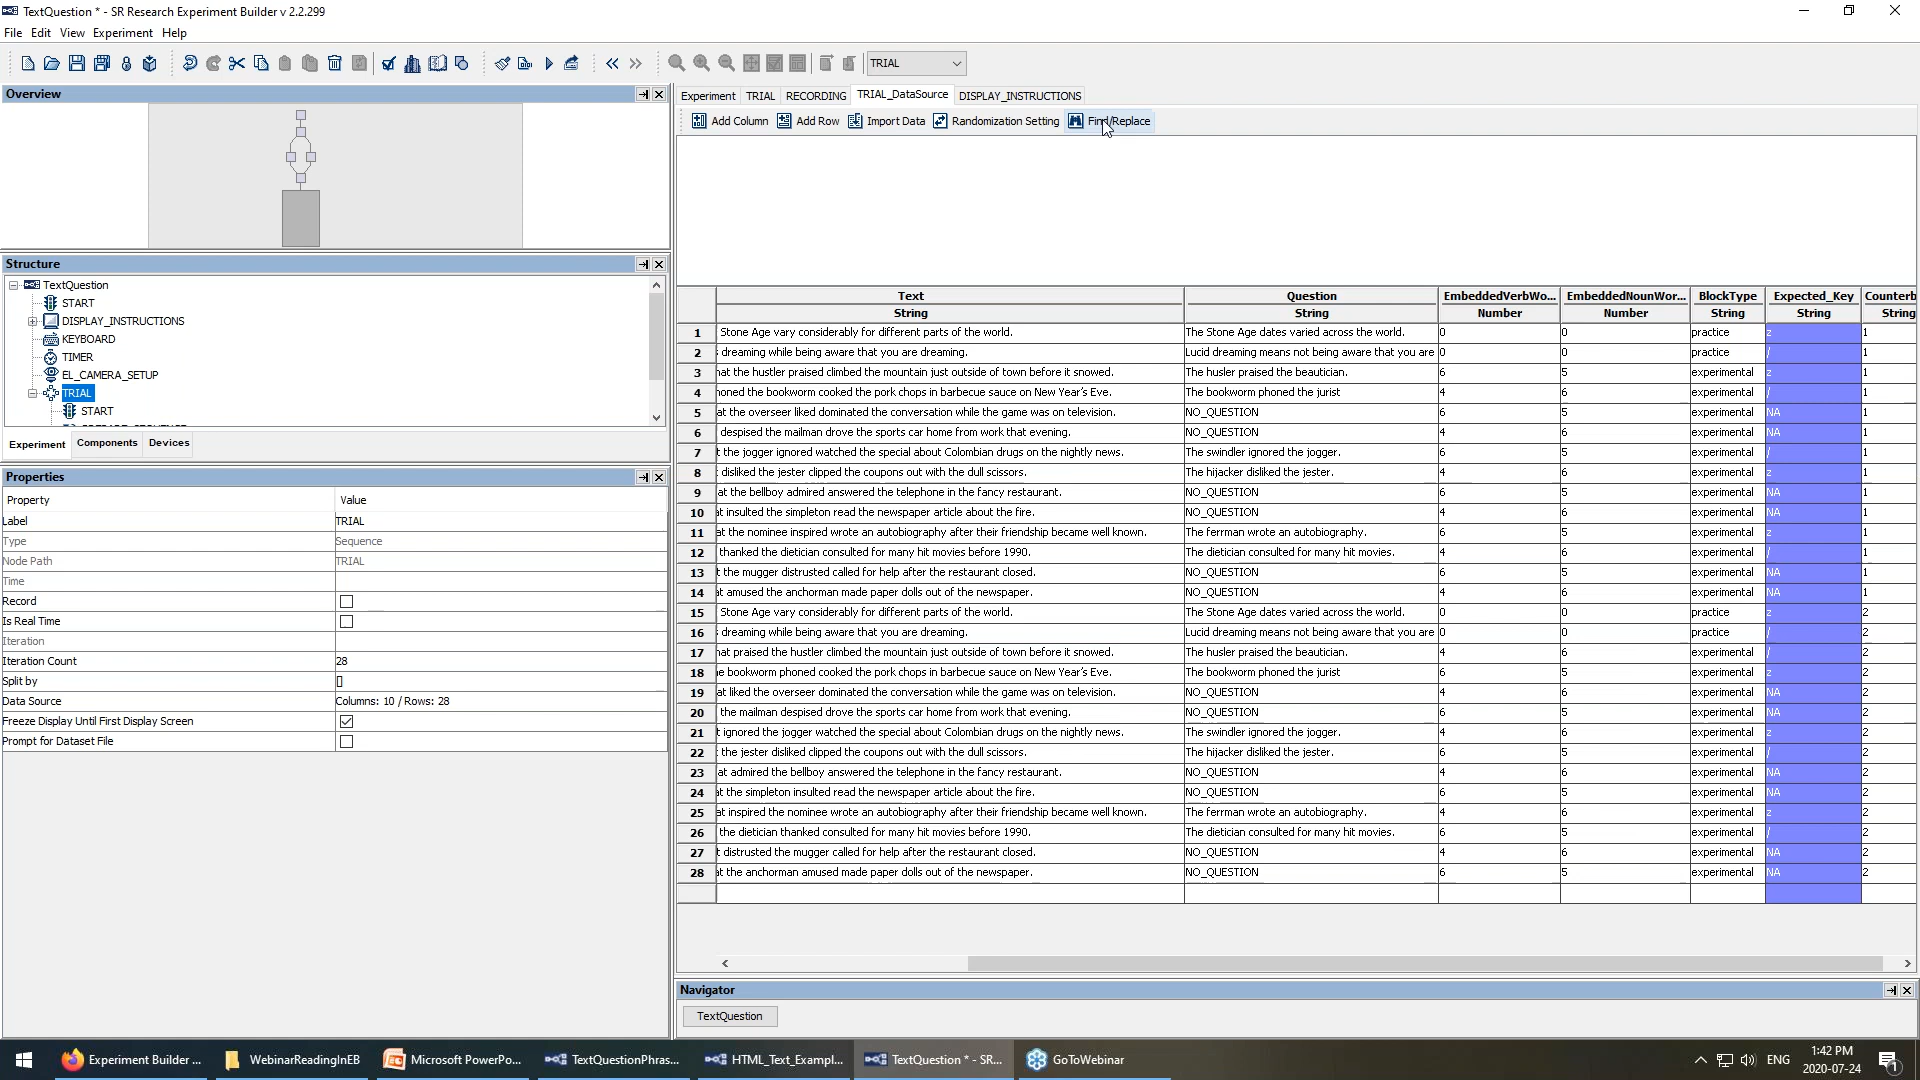 TextQuestion * - SR Research Experiment Builder v 2.2.299
File Edit View Experiment Help
TRIAL
Overview
Structure
TextQuestion
START
DISPLAY_INSTRUCTIONS
KEYBOARD
TIMER
EL_CAMERA_SETUP
TRIAL
START
Experiment Components Devices
Properties
Property Value
Label TRIAL
Type Sequence
Node Path TRIAL
Time
Record
Is Real Time
Iteration
Iteration Count 28
Split by []
Data Source Columns: 10 / Rows: 28
Freeze Display Until First Display Screen
Prompt for Dataset File
Experiment TRIAL RECORDING TRIAL_DataSource DISPLAY_INSTRUCTIONS
Add Column Add Row Import Data Randomization Setting Find/Replace
Text Question EmbeddedVerbWo... EmbeddedNounWor... BlockType Expected_Key Counterb
String String Number Number String String String
1 Stone Age vary considerably for different parts of the world. The Stone Age dates varied across the world. 0 0 practice z 1
2 s dreaming while being aware that you are dreaming. Lucid dreaming means not being aware that you are 0 0 practice / 1
3 hat the hustler praised climbed the mountain just outside of town before it snowed. The husler praised the beautician. 6 5 experimental z 1
4 honed the bookworm cooked the pork chops in barbecue sauce on New Year's Eve. The bookworm phoned the jurist 4 6 experimental / 1
5 at the overseer liked dominated the conversation while the game was on television. NO_QUESTION 6 5 experimental NA 1
6 despised the mailman drove the sports car home from work that evening. NO_QUESTION 4 6 experimental NA 1
7 t the jogger ignored watched the special about Colombian drugs on the nightly news. The swindler ignored the jogger. 6 5 experimental / 1
8 t disliked the jester clipped the coupons out with the dull scissors. The hijacker disliked the jester. 4 6 experimental z 1
9 at the bellboy admired answered the telephone in the fancy restaurant. NO_QUESTION 6 5 experimental NA 1
10 at insulted the simpleton read the newspaper article about the fire. NO_QUESTION 4 6 experimental NA 1
11 at the nominee inspired wrote an autobiography after their friendship became well known. The ferrman wrote an autobiography. 6 5 experimental z 1
12 thanked the dietician consulted for many hit movies before 1990. The dietician consulted for many hit movies. 4 6 experimental / 1
13 t the mugger distrusted called for help after the restaurant closed. NO_QUESTION 6 5 experimental NA 1
14 at amused the anchorman made paper dolls out of the newspaper. NO_QUESTION 4 6 experimental NA 1
15 Stone Age vary considerably for different parts of the world. The Stone Age dates varied across the world. 0 0 practice z 2
16 s dreaming while being aware that you are dreaming. Lucid dreaming means not being aware that you are 0 0 practice / 2
17 hat praised the hustler climbed the mountain just outside of town before it snowed. The husler praised the beautician. 4 6 experimental / 2
18 e bookworm phoned cooked the pork chops in barbecue sauce on New Year's Eve. The bookworm phoned the jurist 6 5 experimental z 2
19 at liked the overseer dominated the conversation while the game was on television. NO_QUESTION 4 6 experimental NA 2
20 the mailman despised drove the sports car home from work that evening. NO_QUESTION 6 5 experimental NA 2
21 t ignored the jogger watched the special about Colombian drugs on the nightly news. The swindler ignored the jogger. 4 6 experimental z 2
22 t the jester disliked clipped the coupons out with the dull scissors. The hijacker disliked the jester. 6 5 experimental / 2
23 at admired the bellboy answered the telephone in the fancy restaurant. NO_QUESTION 4 6 experimental NA 2
24 at the simpleton insulted read the newspaper article about the fire. NO_QUESTION 6 5 experimental NA 2
25 at inspired the nominee wrote an autobiography after their friendship became well known. The ferrman wrote an autobiography. 4 6 experimental z 2
26 the dietician thanked consulted for many hit movies before 1990. The dietician consulted for many hit movies. 6 5 experimental / 2
27 t distrusted the mugger called for help after the restaurant closed. NO_QUESTION 4 6 experimental NA 2
28 at the anchorman amused made paper dolls out of the newspaper. NO_QUESTION 6 5 experimental NA 2
Navigator
TextQuestion
Experiment Builder ... WebinarReadingInEB Microsoft PowerPo... TextQuestionPhras... HTML_Text_Exampl... TextQuestion * - SR... GoToWebinar ENG 1:42 PM
2020-07-24 1